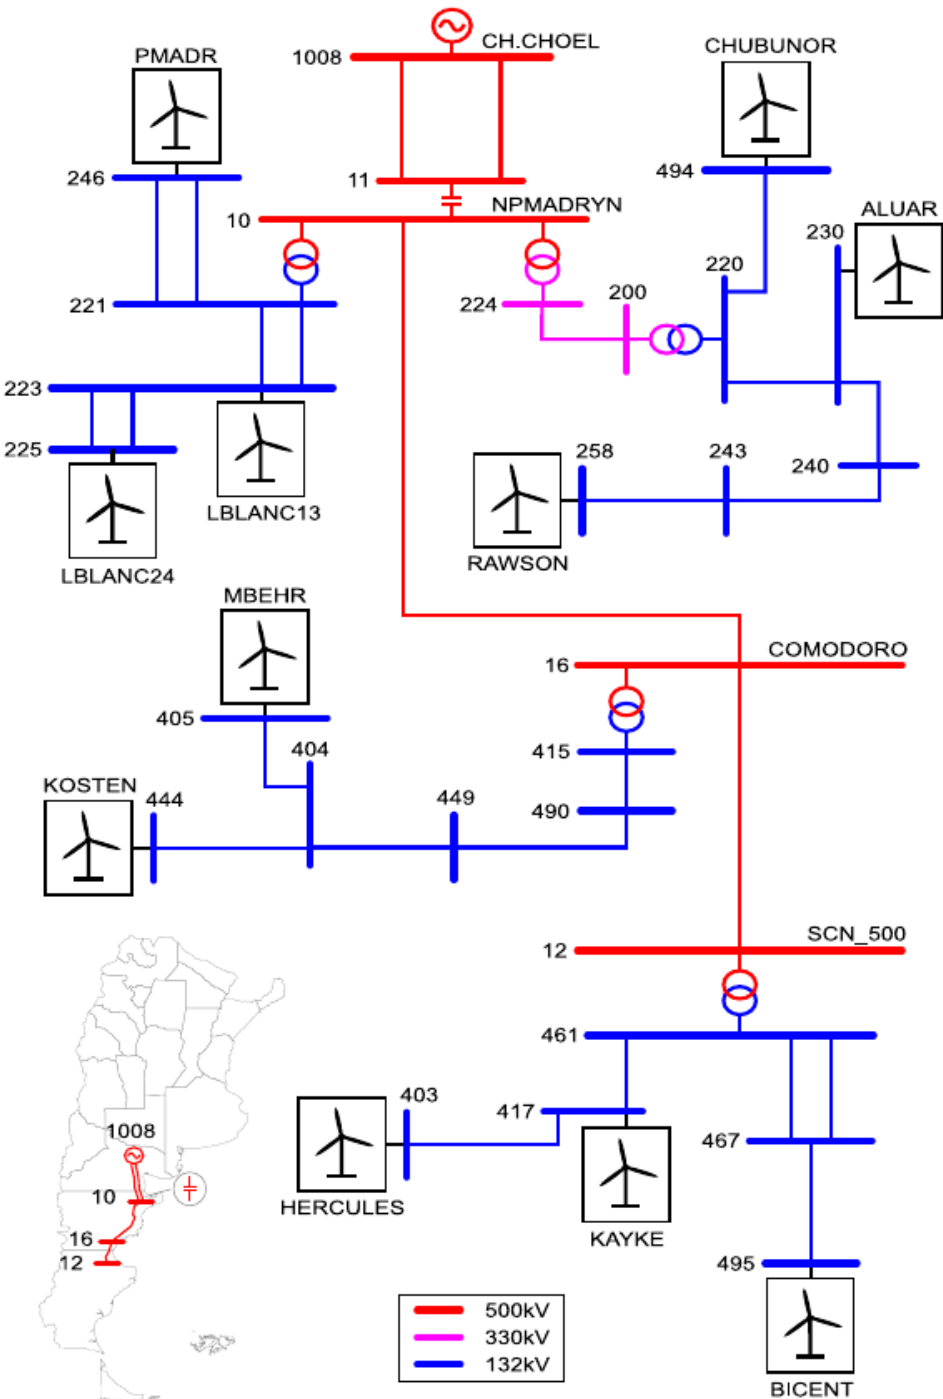 CH.CHOEL
1008
PMADR
CHUBUNOR
246
11
494
NPMADRYN
10
ALUAR
230
220
200
221
224
223
225
258
243
240
LBLANC13
RAWSON
LBLANC24
MBEHR
COMODORO
16
405
404
415
KOSTEN
444
449
490
SCN_500
12
461
403
417
467
1008
10
HERCULES
16
KAYKE
12
495
500kV
330kV
132kV
BICENT